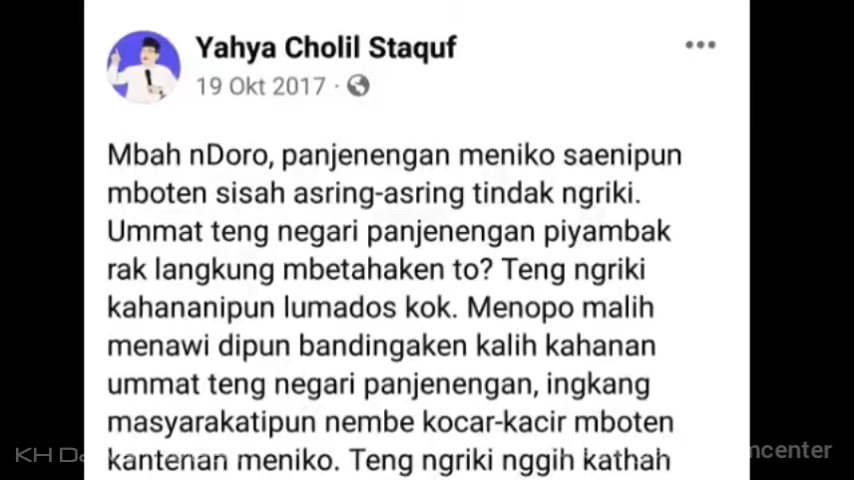 Yahya Cholil Staquf
19 Okt 2017 ·
Mbah nDoro, panjenengan meniko saenipun
mboten sisah asring-asring tindak ngriki.
Ummat teng negari panjenengan piyambak
rak langkung mbetahaken to? Teng ngriki
kahananipun lumados kok. Menopo malih
menawi dipun bandingaken kalih kahanan
ummat teng negari panjenengan, ingkang
masyarakatipun nembe kocar-kacir mboten
kantenan meniko. Teng ngriki nggih kathah
KH